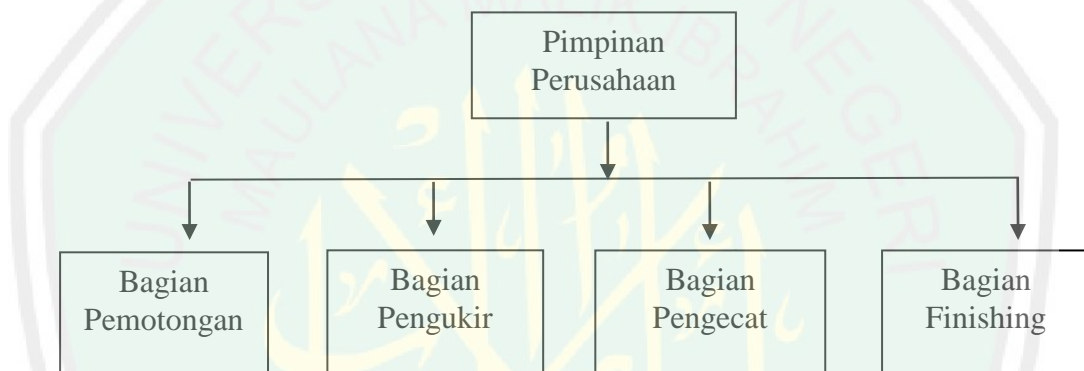 Pimpinan
Perusahaan
Bagian
Pemotongan
Bagian
Pengukir
Bagian
Pengecat
Bagian
Finishing